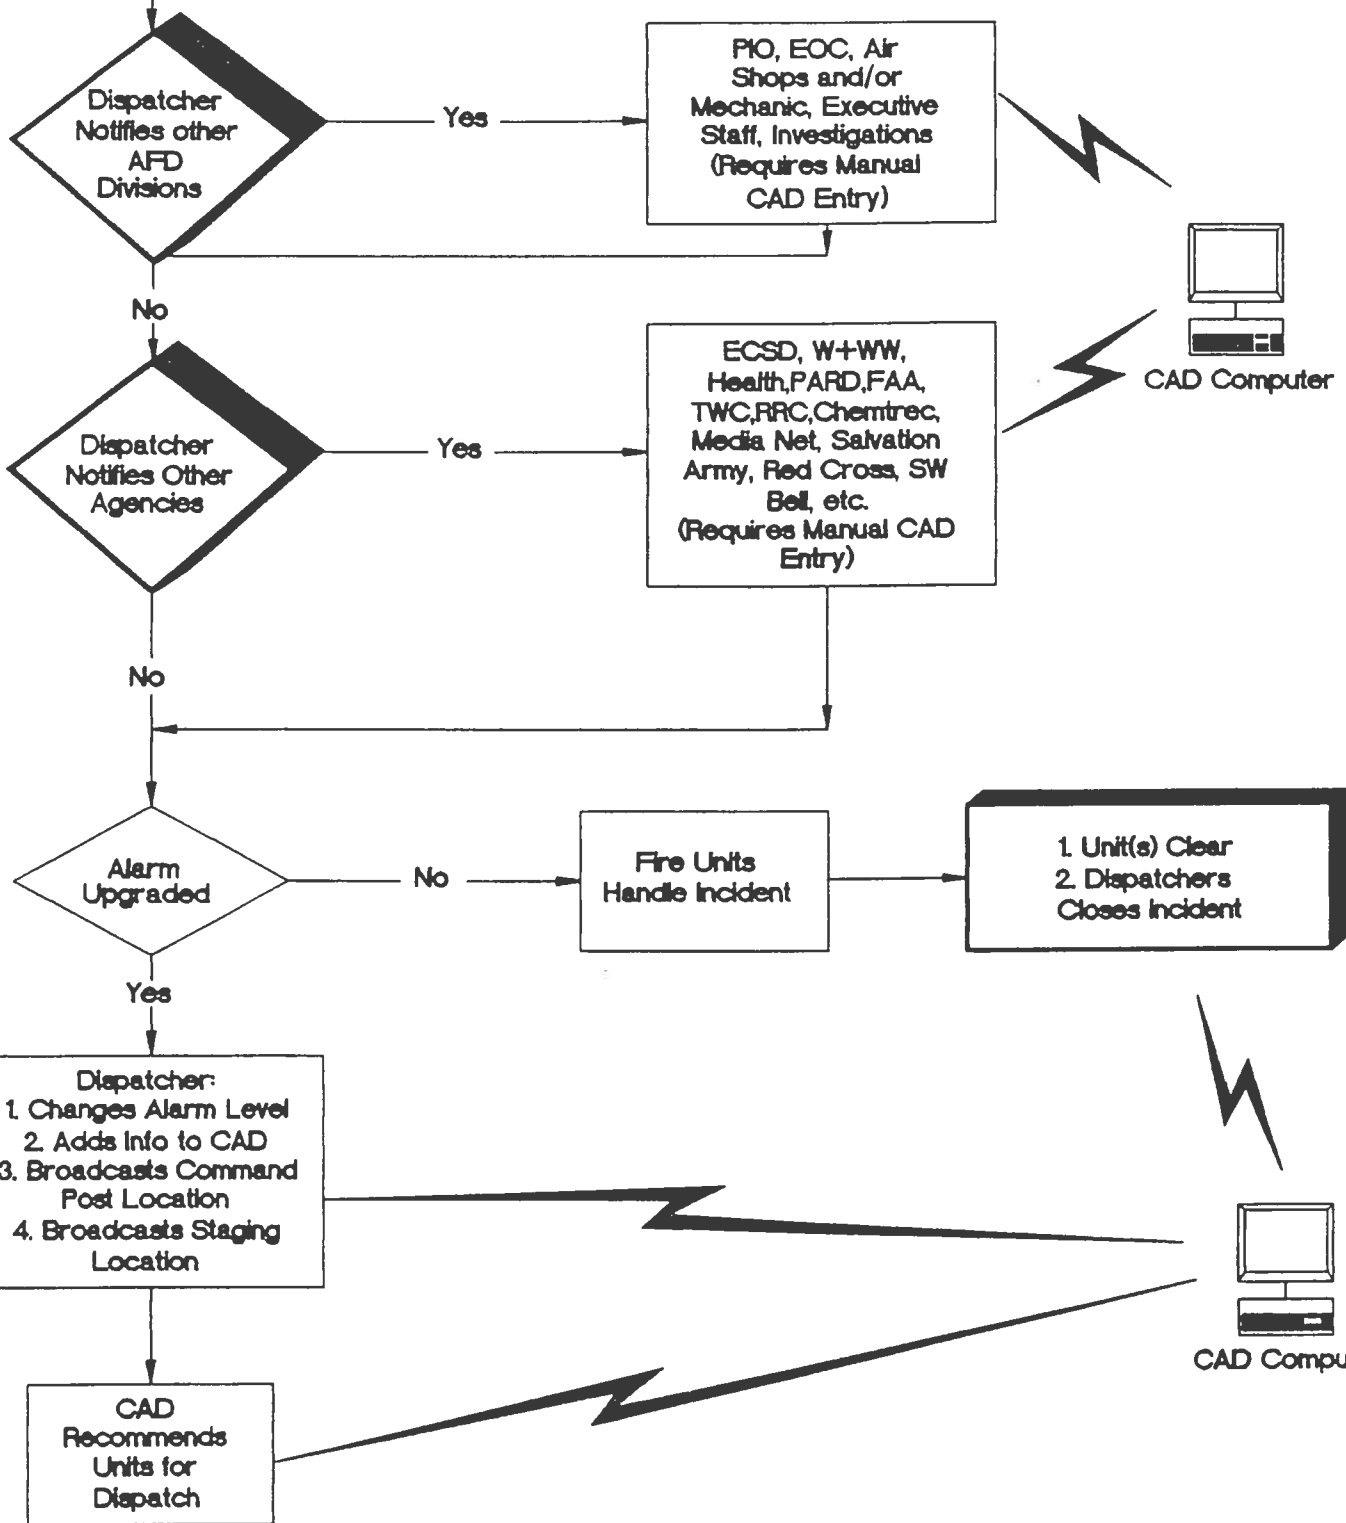 Dispatcher
Notifies other
AFD
Divisions
Yes
PIO, EOC, Air
Shops and/or
Mechanic, Executive
Staff, Investigations
(Requires Manual
CAD Entry)
No
CAD Computer
Dispatcher
Notifies Other
Agencies
Yes
ECSD, W+WW,
Health,PARD,FAA,
TWC,RRC,Chemtrec,
Media Net, Salvation
Army, Red Cross, SW
Bell, etc.
(Requires Manual CAD
Entry)
No
Alarm
Upgraded
No
Fire Units
Handle Incident
1. Unit(s) Clear
2. Dispatchers
Closes Incident
Yes
Dispatcher:
1. Changes Alarm Level
2. Adds Info to CAD
3. Broadcasts Command
Post Location
4. Broadcasts Staging
Location
CAD Compu
CAD
Recommends
Units for
Dispatch